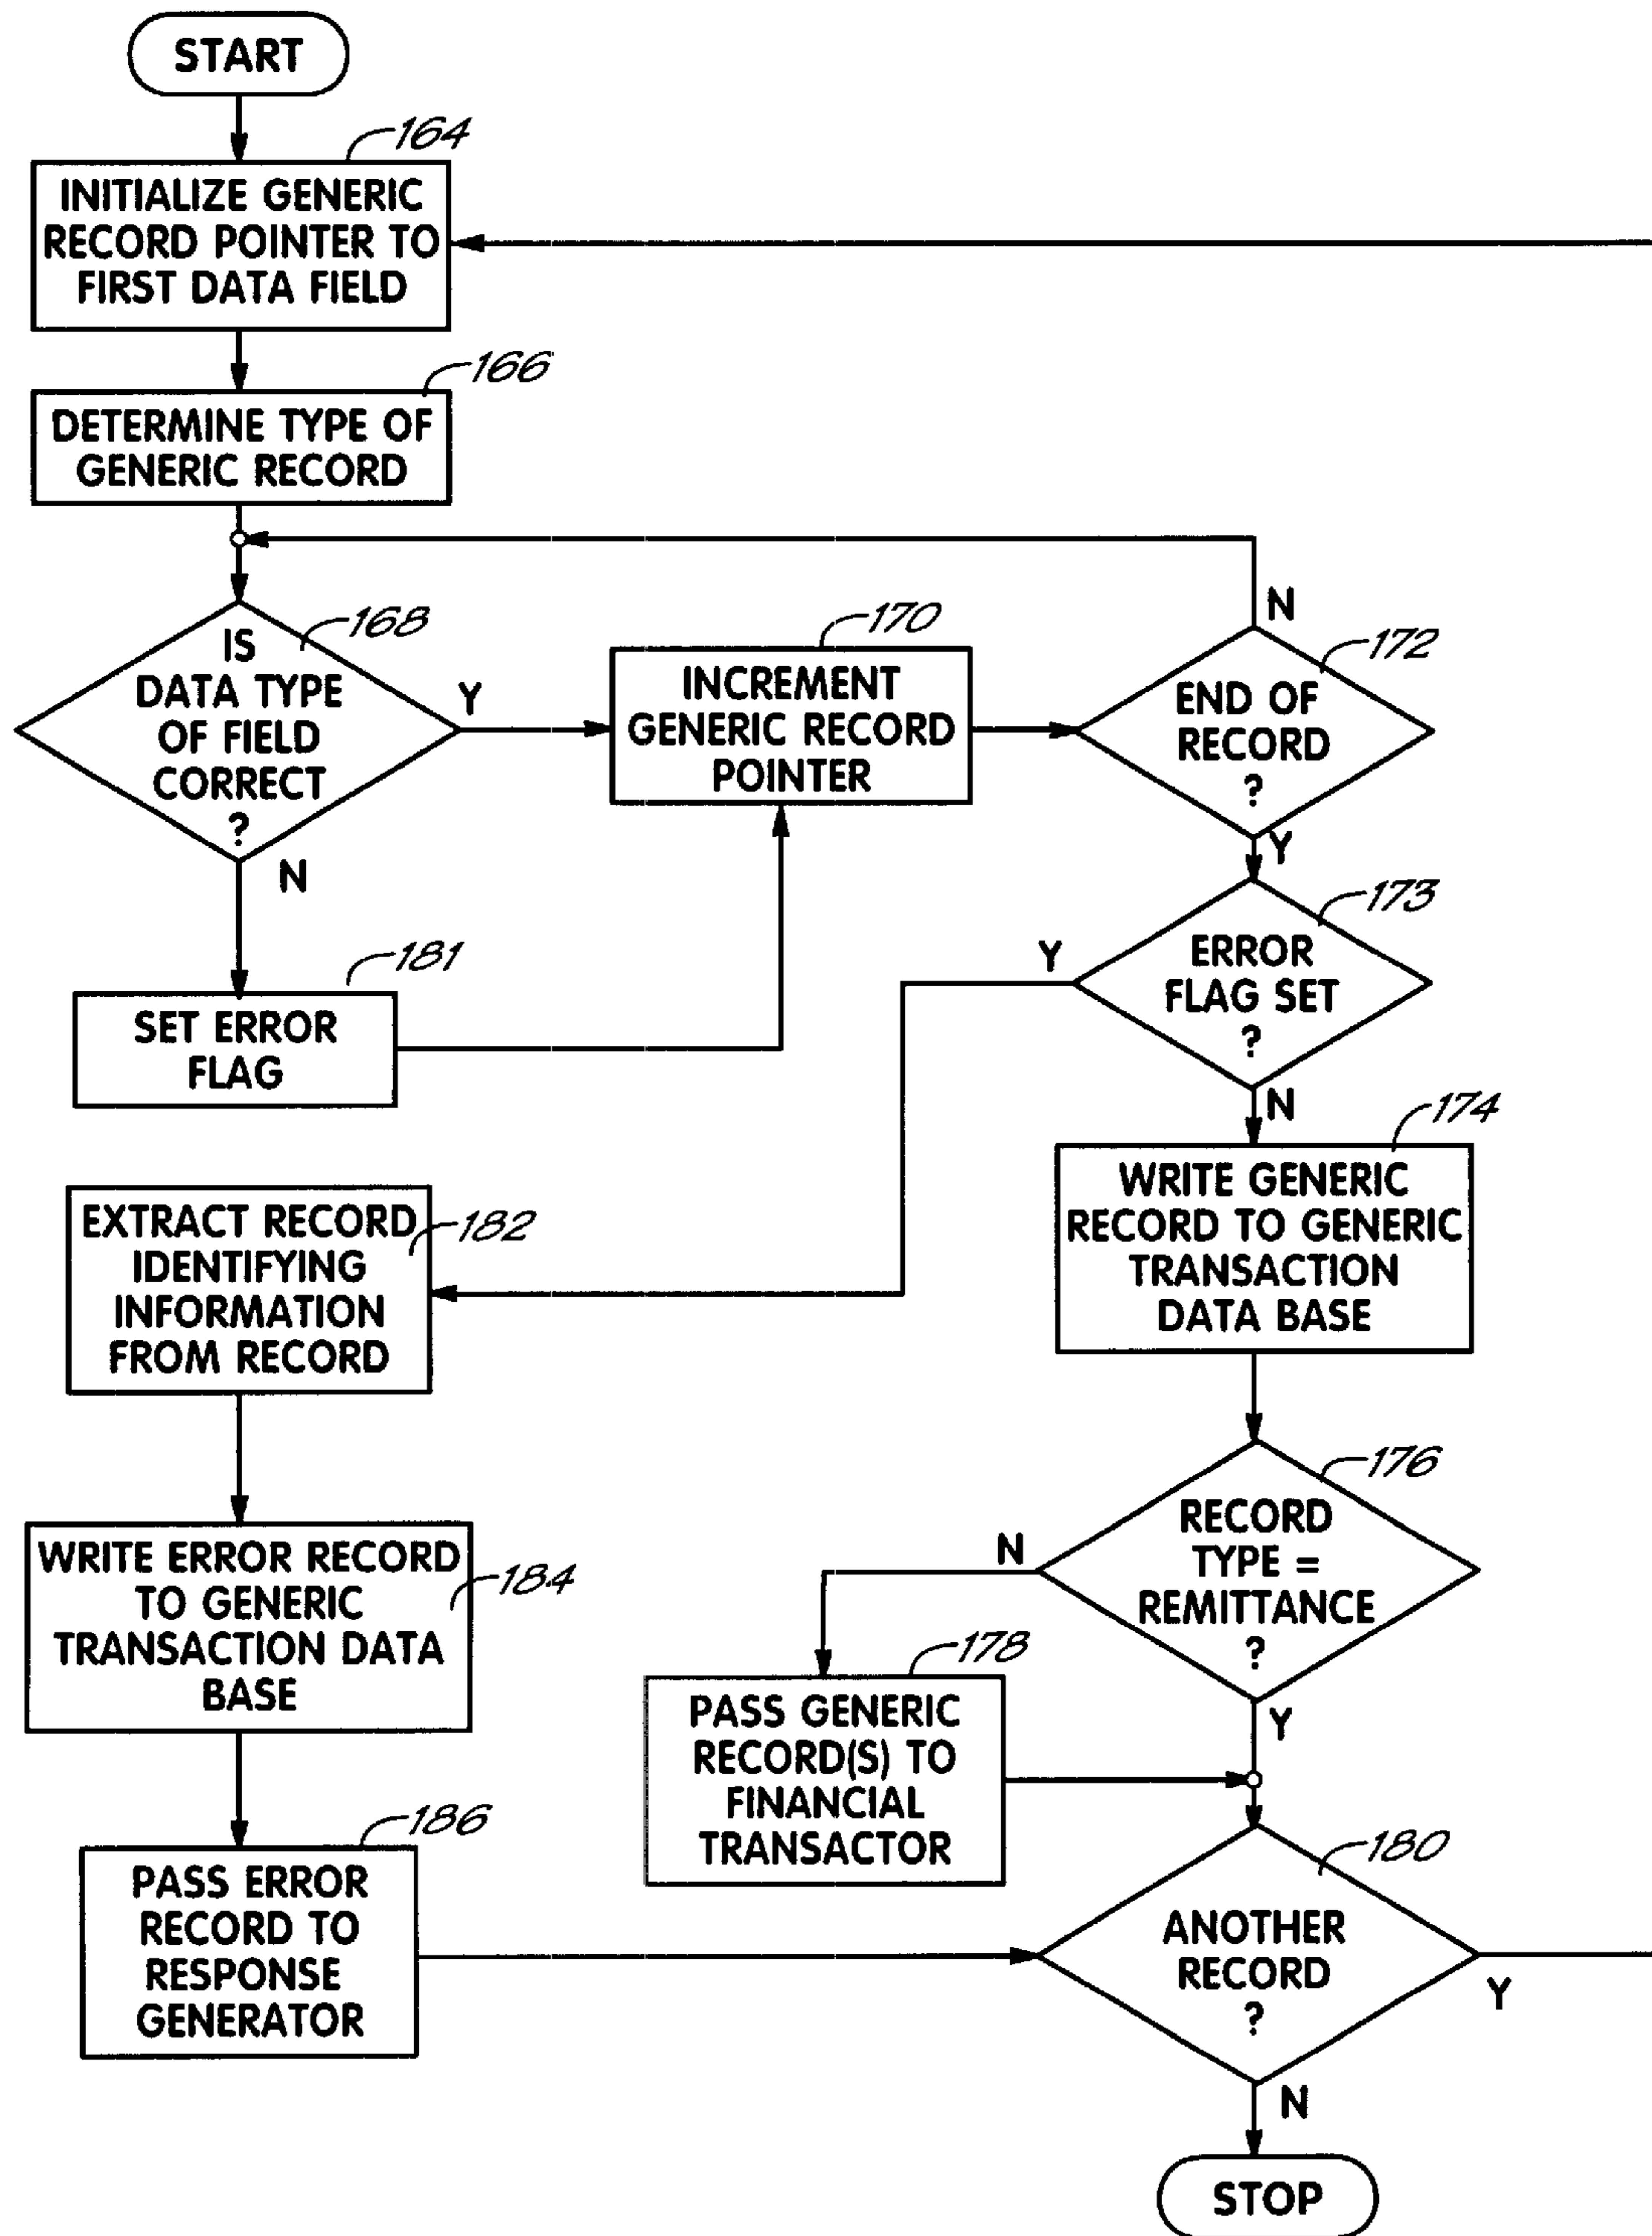 START
164
INITIALIZE GENERIC
RECORD POINTER TO
FIRST DATA FIELD
166
DETERMINE TYPE OF
GENERIC RECORD
168
IS
DATA TYPE
OF FIELD
CORRECT
?
Y
N
170
INCREMENT
GENERIC RECORD
POINTER
N
172
END OF
RECORD
?
Y
181
SET ERROR
FLAG
173
ERROR
FLAG SET
?
Y
N
174
WRITE GENERIC
RECORD TO GENERIC
TRANSACTION
DATA BASE
182
EXTRACT RECORD
IDENTIFYING
INFORMATION
FROM RECORD
176
RECORD
TYPE =
REMITTANCE
?
N
Y
184
WRITE ERROR RECORD
TO GENERIC
TRANSACTION DATA
BASE
178
PASS GENERIC
RECORD(S) TO
FINANCIAL
TRANSACTOR
186
PASS ERROR
RECORD TO
RESPONSE
GENERATOR
180
ANOTHER
RECORD
?
Y
N
STOP